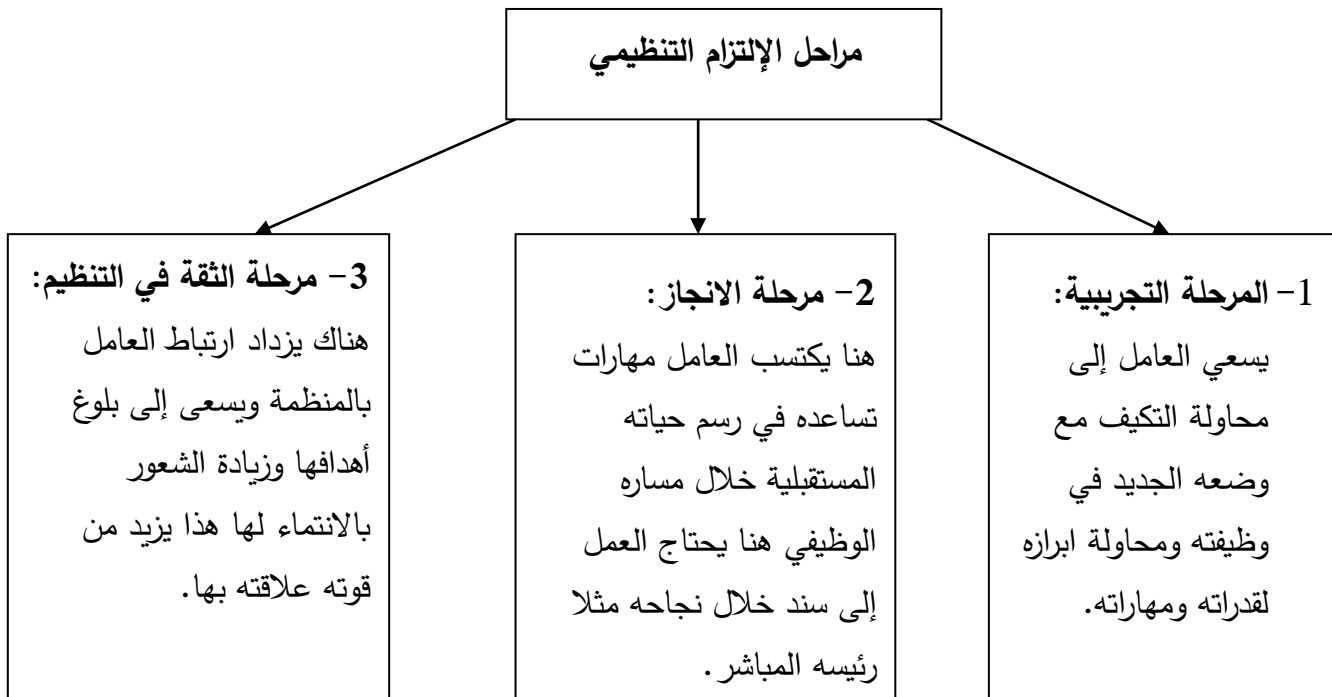 مراحل الإلتزام التنظيمي
1- المرحلة التجريبية:
يسعي العامل إلى
محاولة التكيف مع
وضعه الجديد في
وظيفته ومحاولة ابرازه
لقدراته ومهاراته.
2- مرحلة الانجاز:
هنا يكتسب العامل مهارات
تساعده في رسم حياته
المستقبلية خلال مساره
الوظيفي هنا يحتاج العمل
إلى سند خلال نجاحه مثلا
رئيسه المباشر.
3- مرحلة الثقة في التنظيم:
هناك يزداد ارتباط العامل
بالمنظمة ويسعى إلى بلوغ
أهدافها وزيادة الشعور
بالانتماء لها هذا يزيد من
قوته علاقته بها.